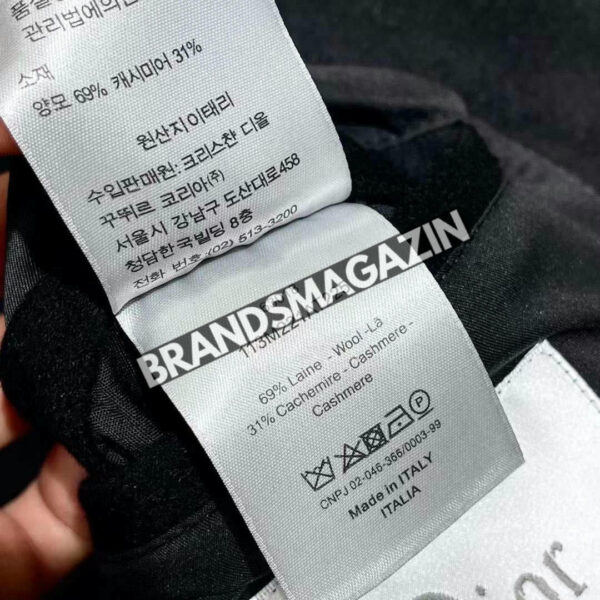 관리법에의
소재
양모 69% 캐시미어 31%
원산지 이태리
수입판매원: 크리스챤 디올
꾸뛰르 코리아㈜
서울시 강남구 도산대로458
청담한국빌딩 8층
전화 번호 (02) 513-3200
BRANDSMAGAZIN
69% Laine - Wool -Lã
31% Cachemire - Cashmere -
Cashmere
P
CNPJ 02-046-366/0003-99
Made in ITALY
ITALIA
Dior